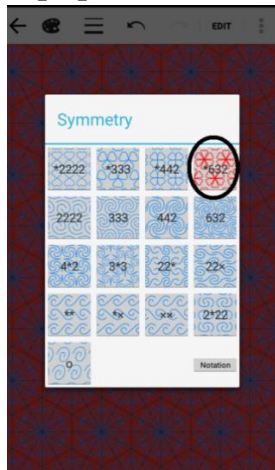 EDIT
Symmetry
*2222 *333 *442 *632
2222 333 442 632
4*2 3*3 22* 22×
** *× ×× 2*22
O Notation